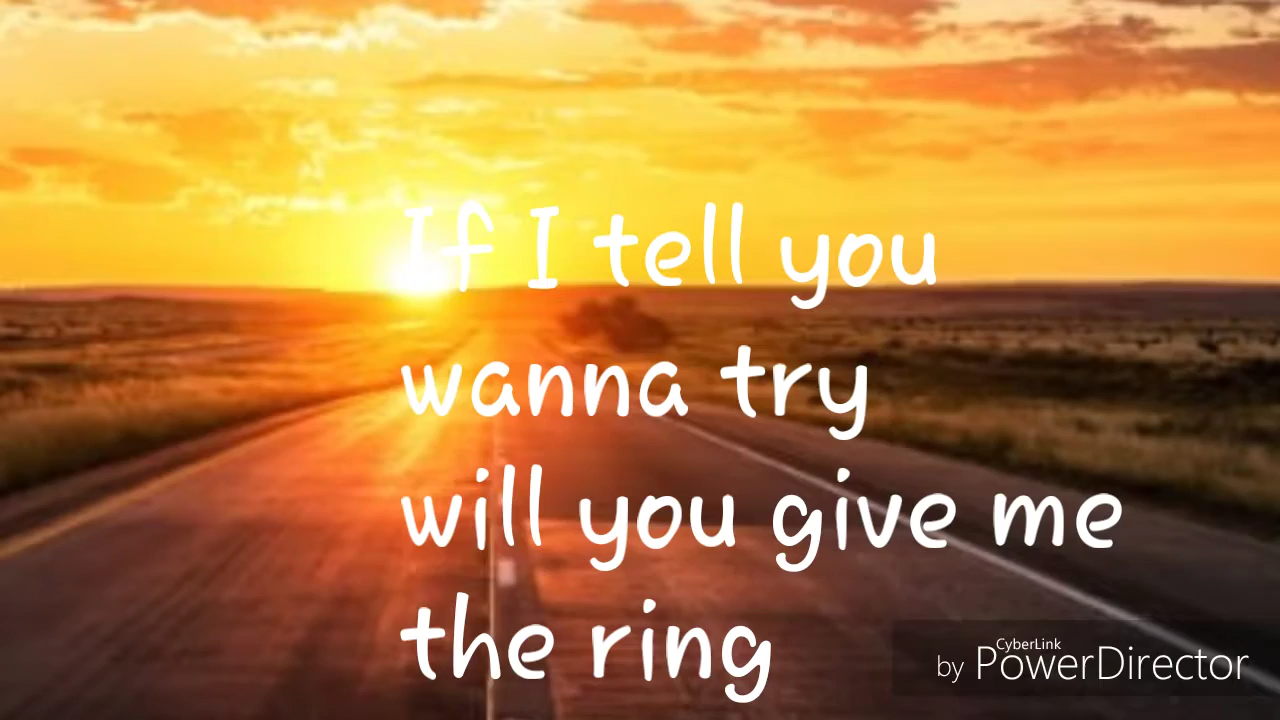 If I tell you
wanna try
will you give me
the ring
CyberLink
by PowerDirector